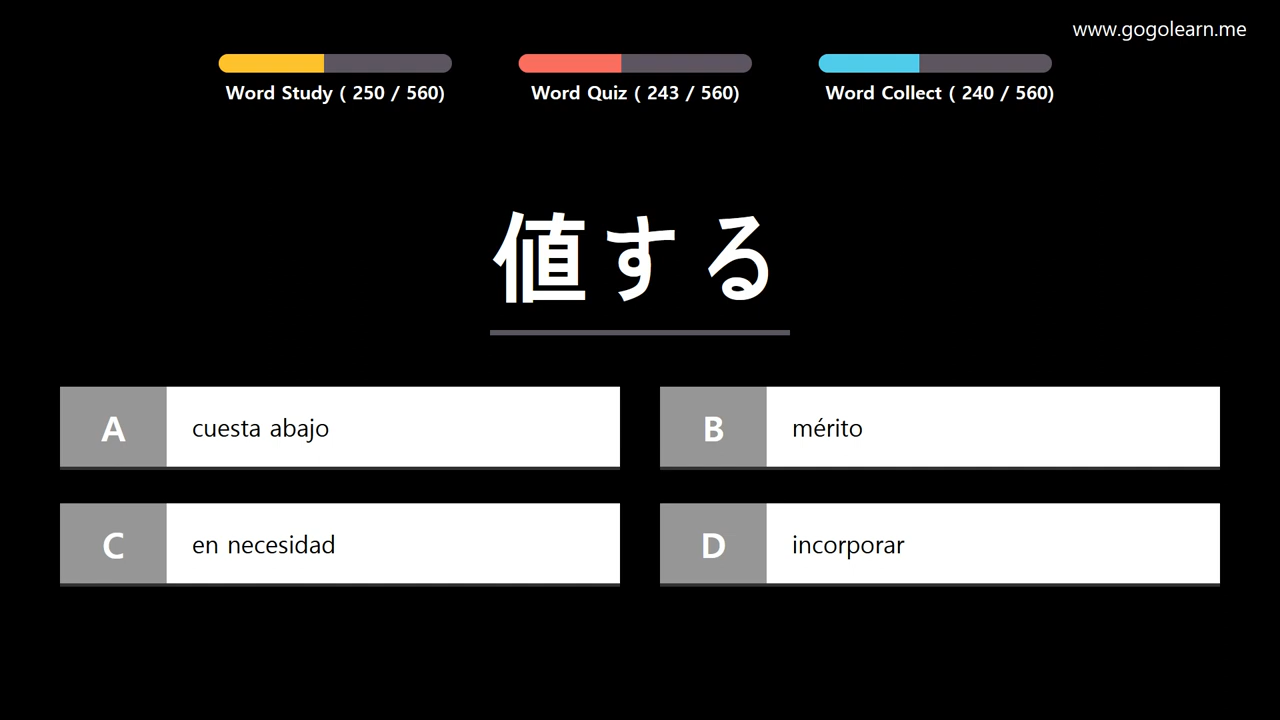 www.gogolearn.me
Word Study ( 250 / 560)
Word Quiz ( 243 / 560)
Word Collect ( 240 / 560)
値する
A cuesta abajo
B mérito
C en necesidad
D incorporar